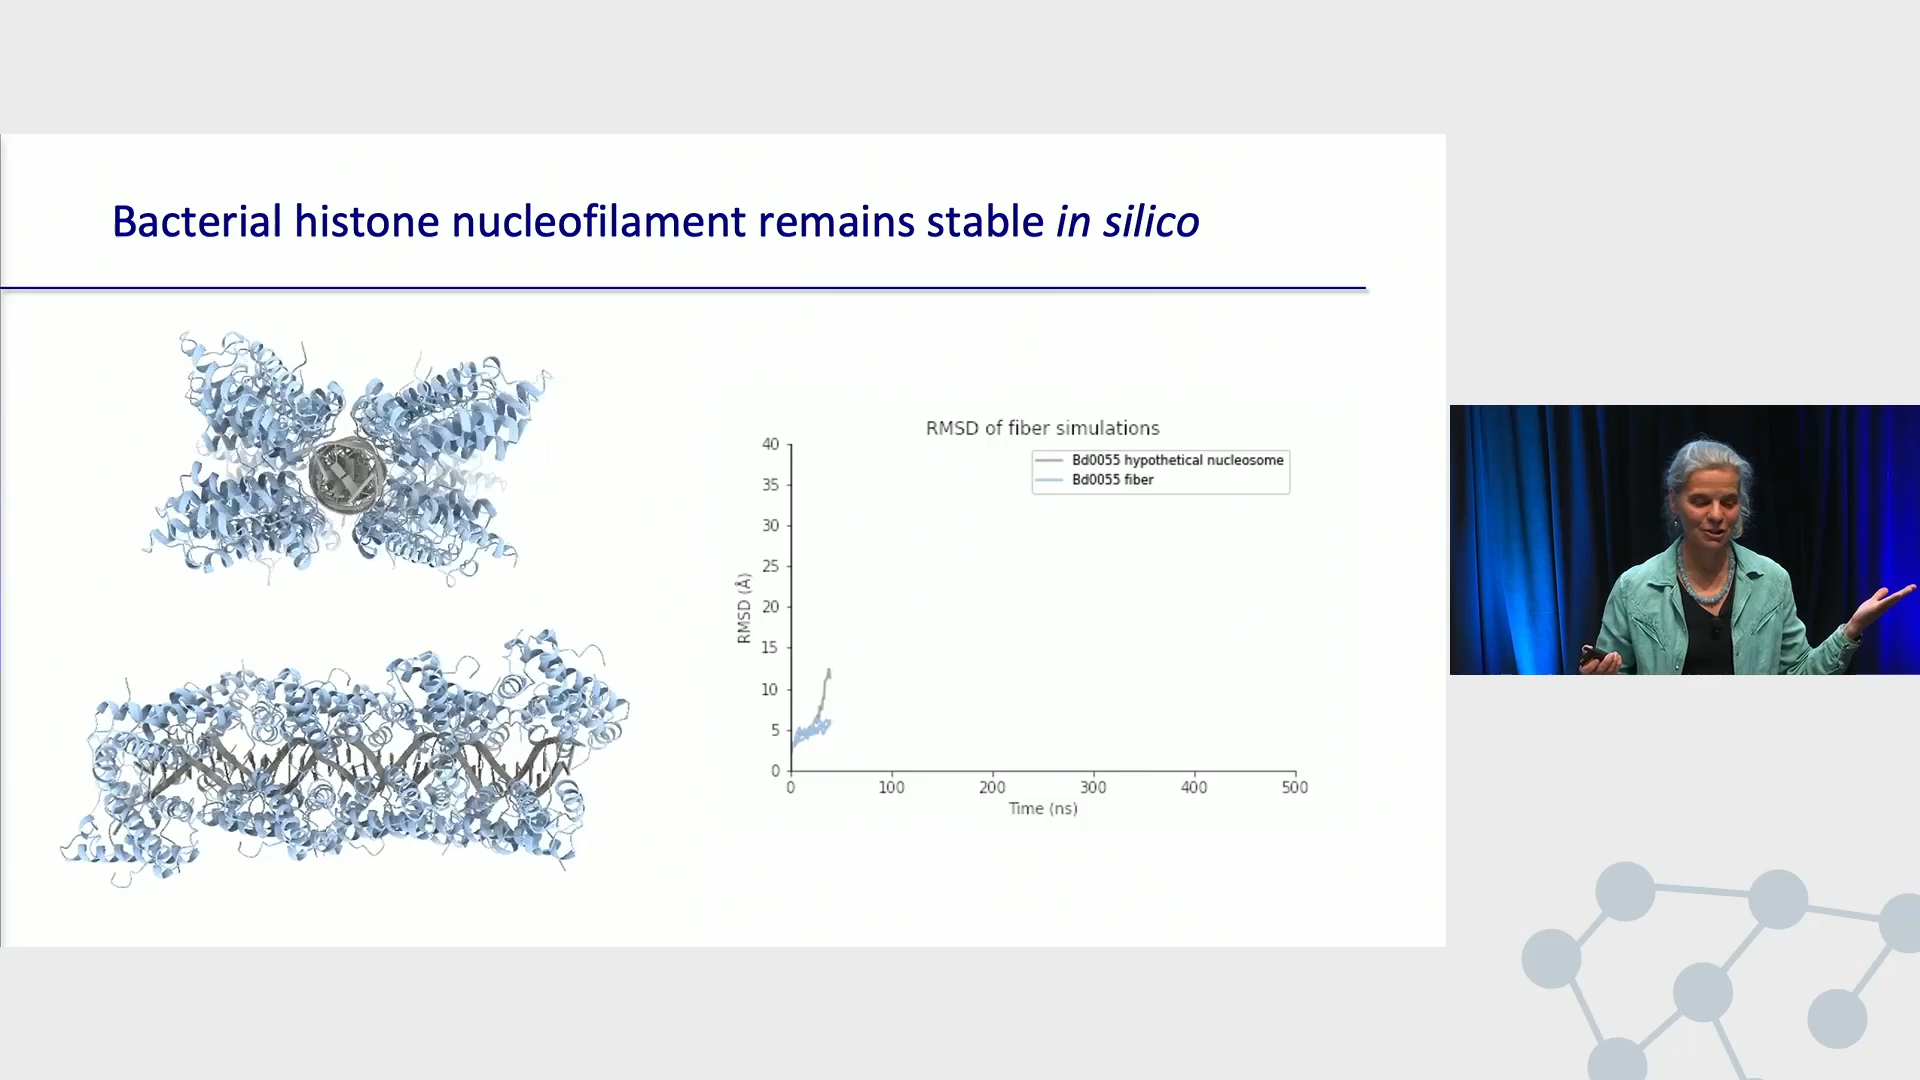 Bacterial histone nucleofilament remains stable in silico
RMSD of fiber simulations
Bd0055 hypothetical nucleosome
Bd0055 fiber
RMSD (Å)
40
35
30
25
20
15
10
5
0
0 100 200 300 400 500
Time (ns)